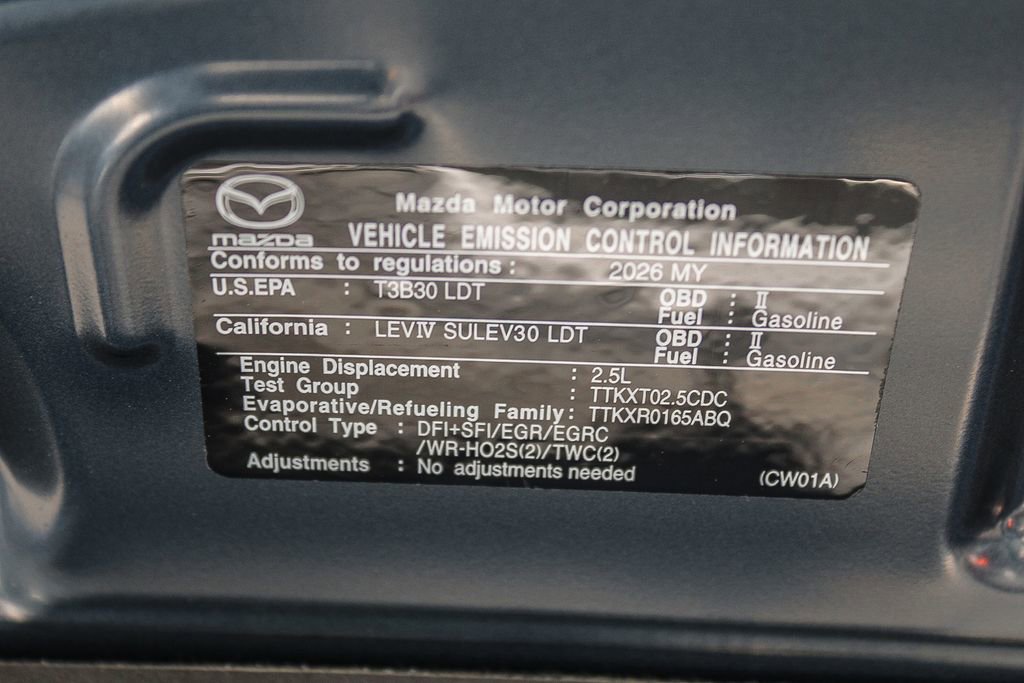 Mazda Motor Corporation
mazda VEHICLE EMISSION CONTROL INFORMATION
Conforms to regulations : 2026 MY
U.S.EPA : T3B30 LDT OBD : II
Fuel : Gasoline
California : LEVIV SULEV30 LDT OBD : II
Fuel : Gasoline
Engine Displacement : 2.5L
Test Group : TTKXT02.5CDC
Evaporative/Refueling Family : TTKXR0165ABQ
Control Type : DFI+SFI/EGR/EGRC
/WR-HO2S(2)/TWC(2)
Adjustments : No adjustments needed (CW01A)